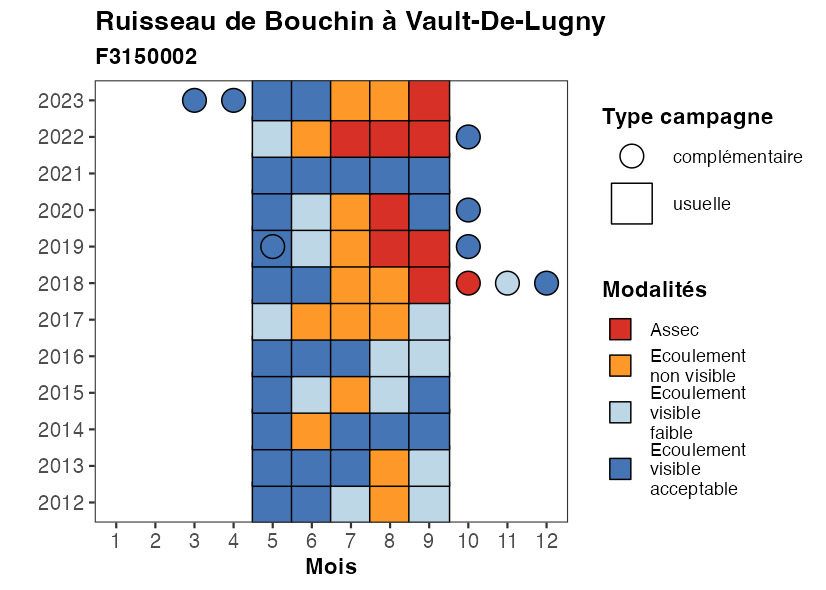 Ruisseau de Bouchin à Vault-De-Lugny
F3150002
2023
2022
2021
2020
2019
2018
2017
2016
2015
2014
2013
2012
1 2 3 4 5 6 7 8 9 10 11 12
Mois
Type campagne
complémentaire
usuelle
Modalités
Assec
Ecoulement
non visible
Ecoulement
visible
faible
Ecoulement
visible
acceptable